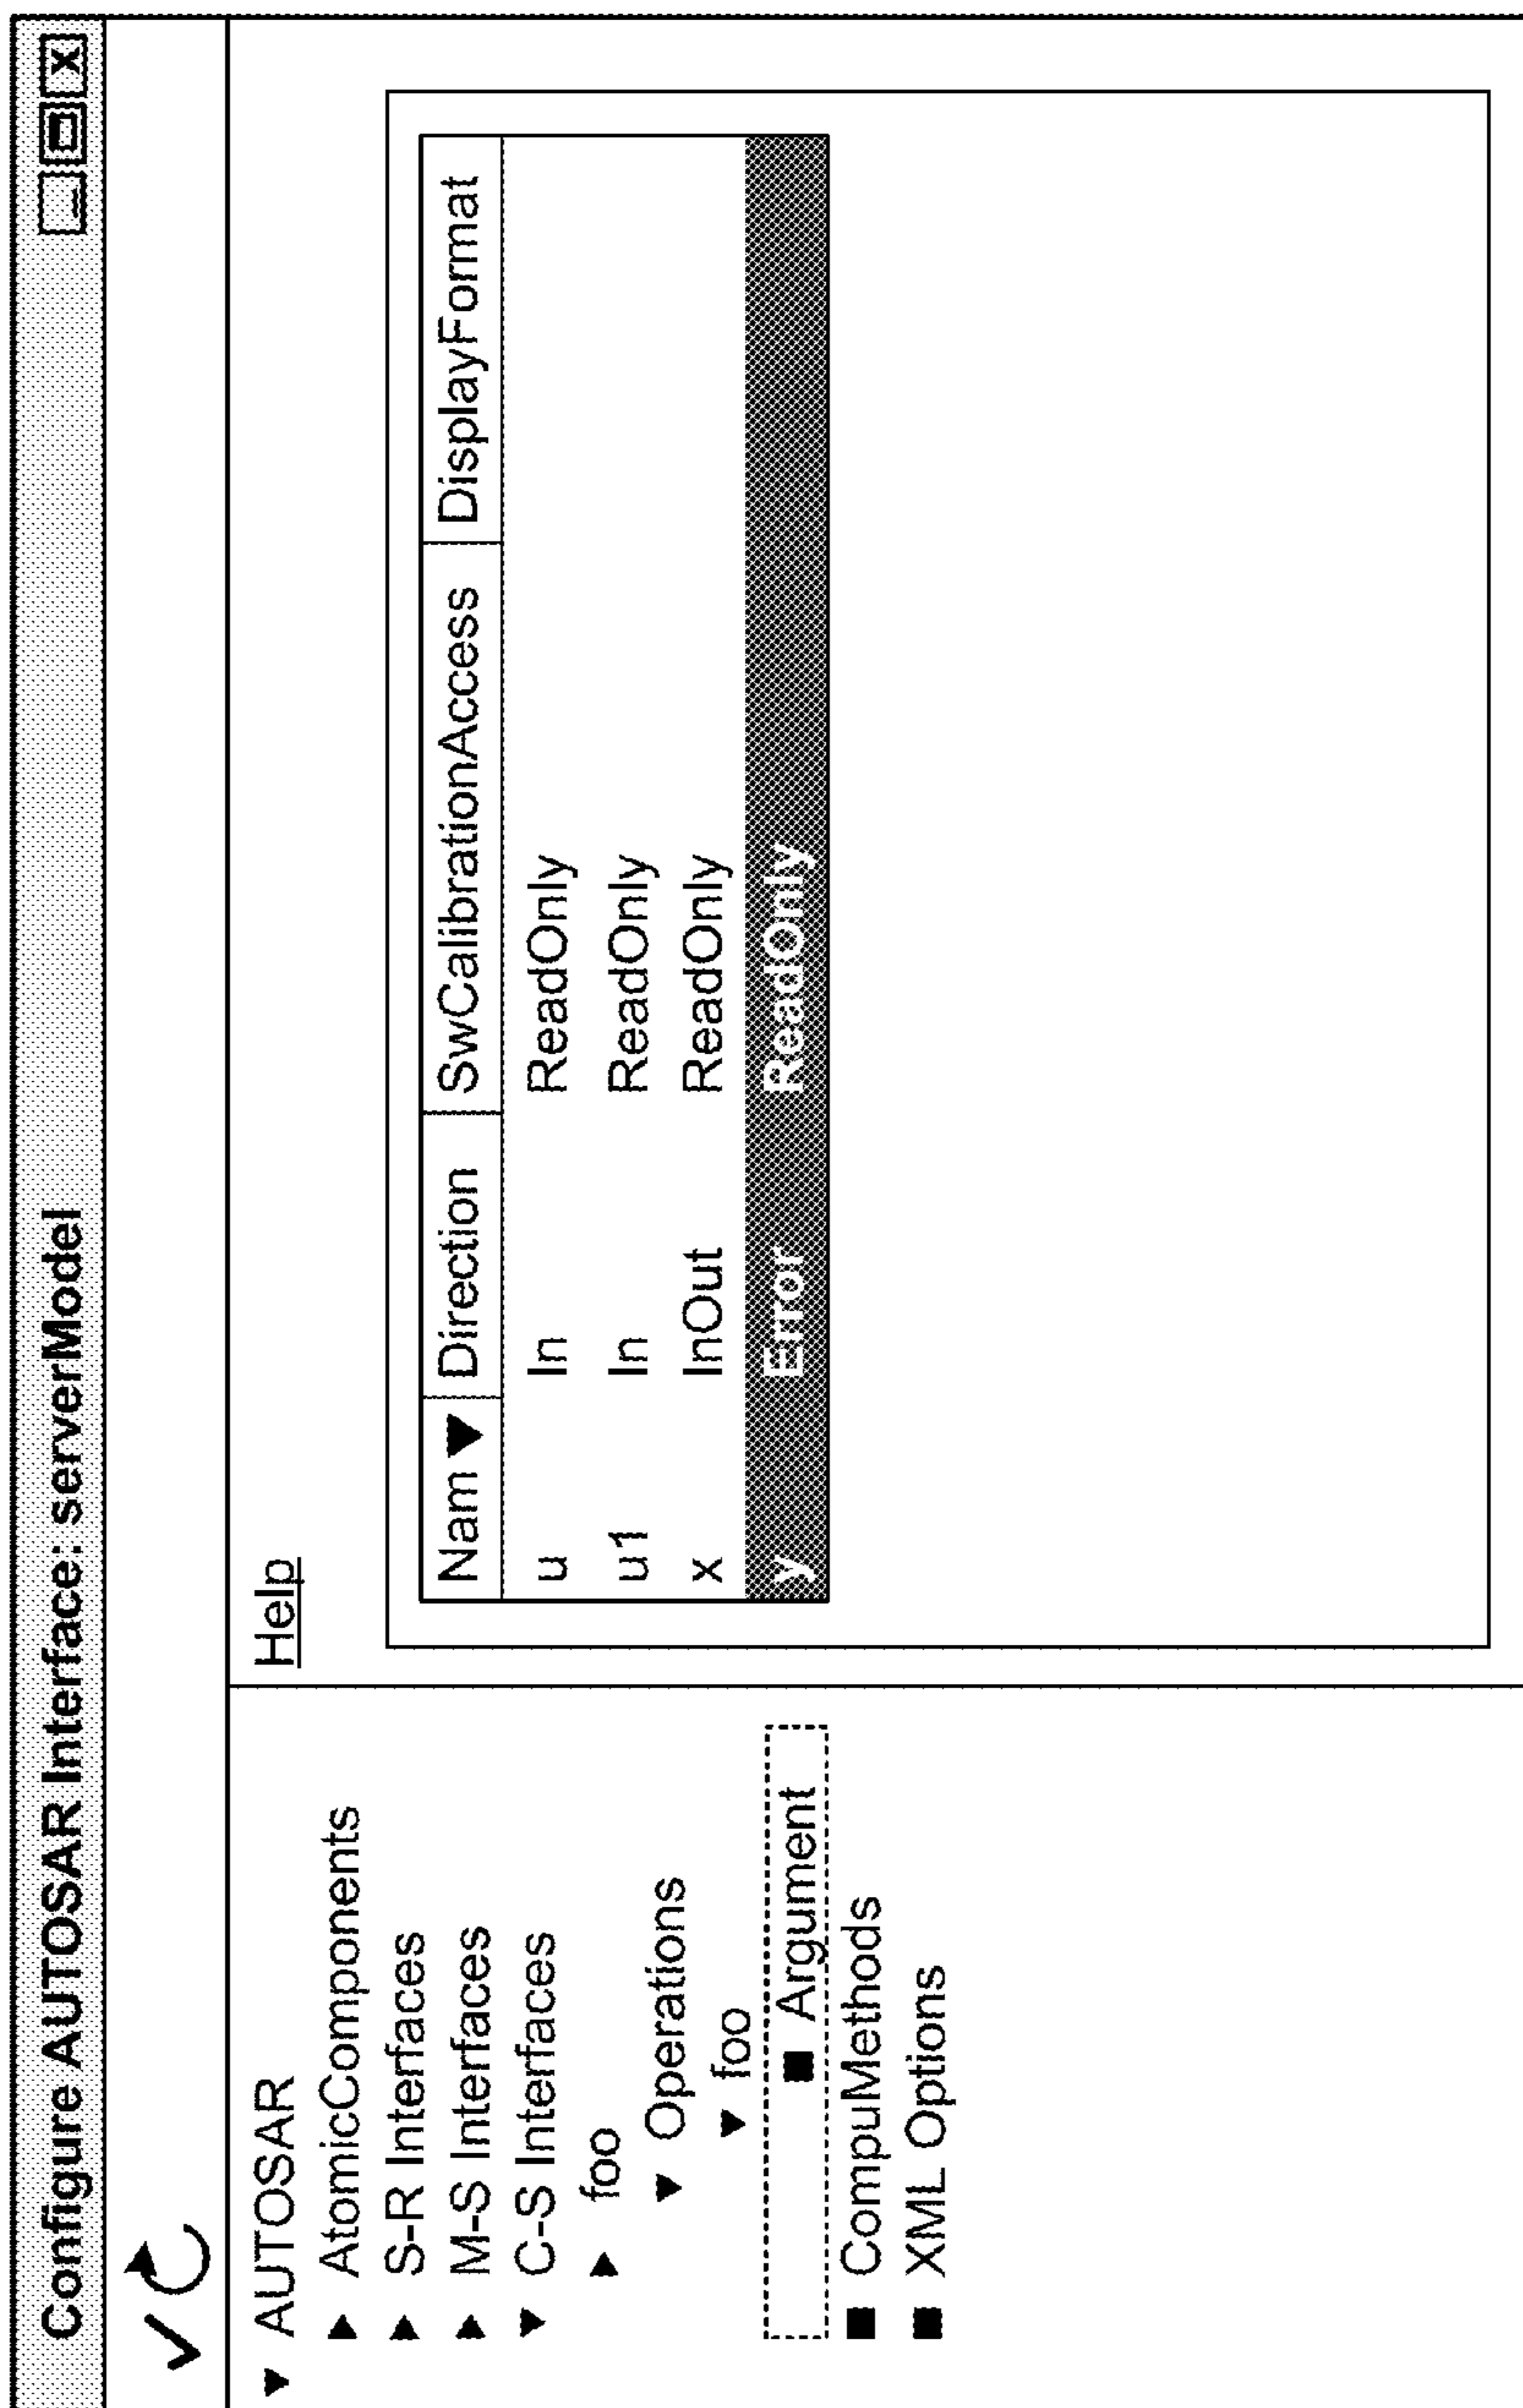 Configure AUTOSAR Interface: serverModel
AUTOSAR
AtomicComponents
S-R Interfaces
M-S Interfaces
C-S Interfaces
foo
Operations
foo
Argument
CompuMethods
XML Options
Help
Nam Direction SwCalibrationAccess DisplayFormat
u In ReadOnly
u1 In ReadOnly
x InOut ReadOnly
y Error ReadOnly